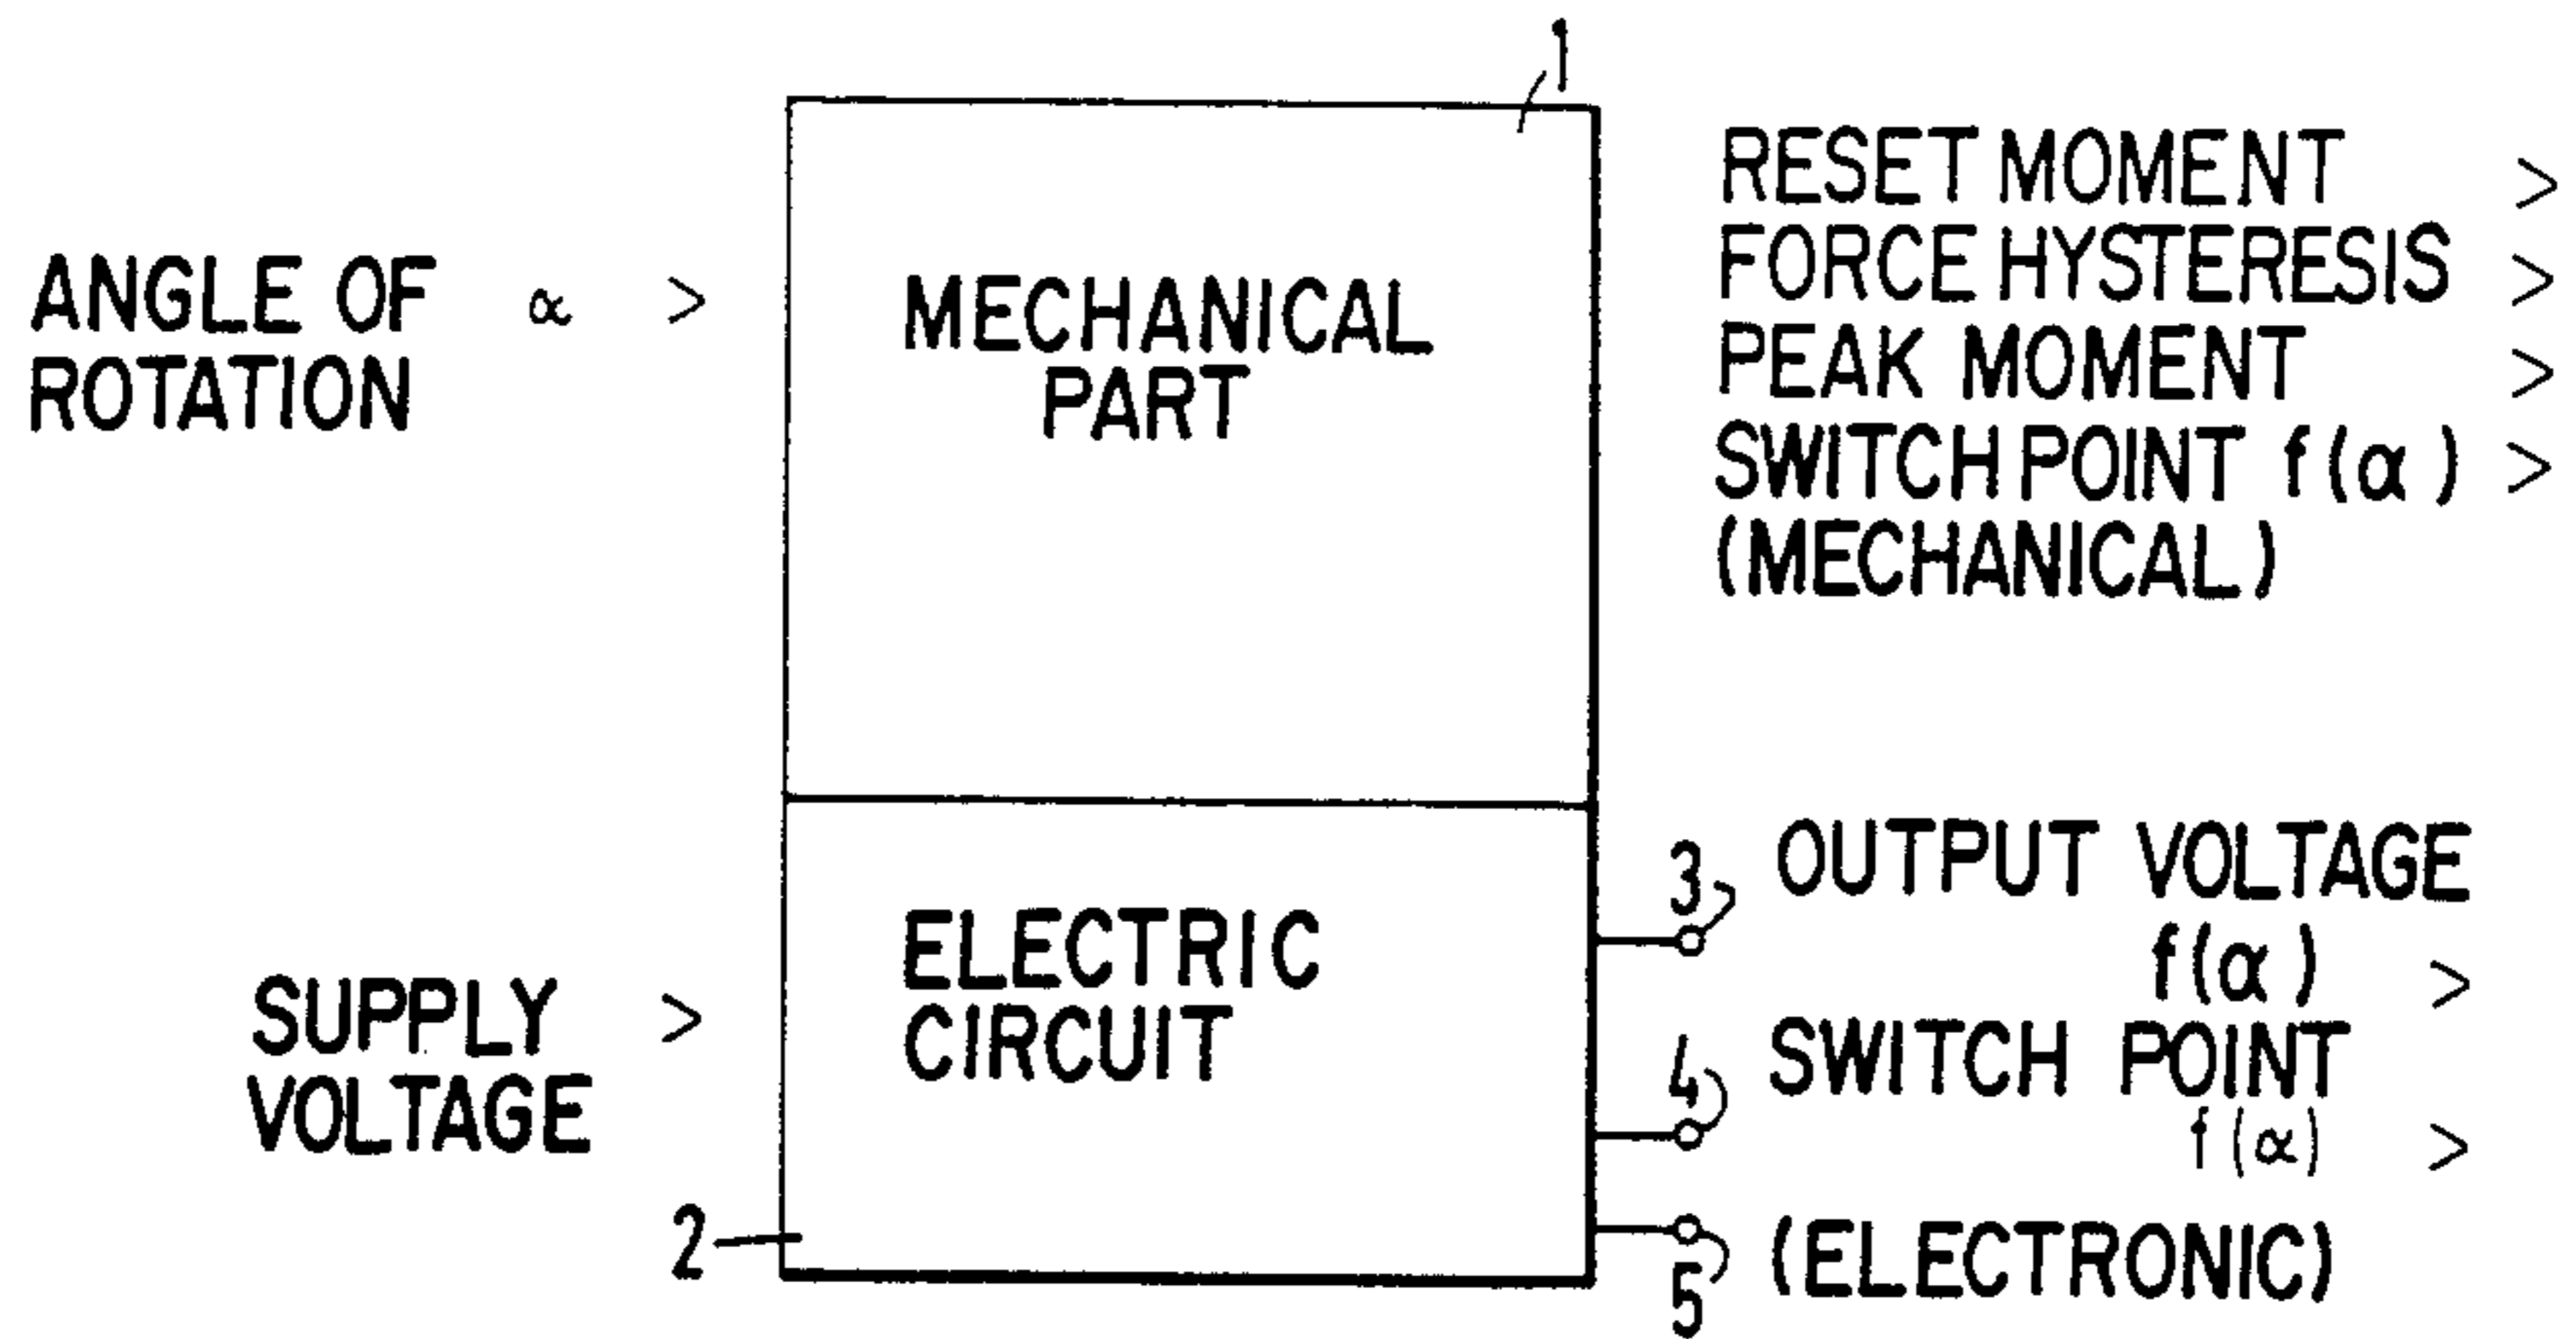 1
ANGLE OF α >
ROTATION
MECHANICAL
PART
RESET MOMENT >
FORCE HYSTERESIS >
PEAK MOMENT >
SWITCH POINT f(α) >
(MECHANICAL)
SUPPLY >
VOLTAGE
2
ELECTRIC
CIRCUIT
3
OUTPUT VOLTAGE
f(α) >
4
SWITCH POINT
f(α) >
5
(ELECTRONIC)